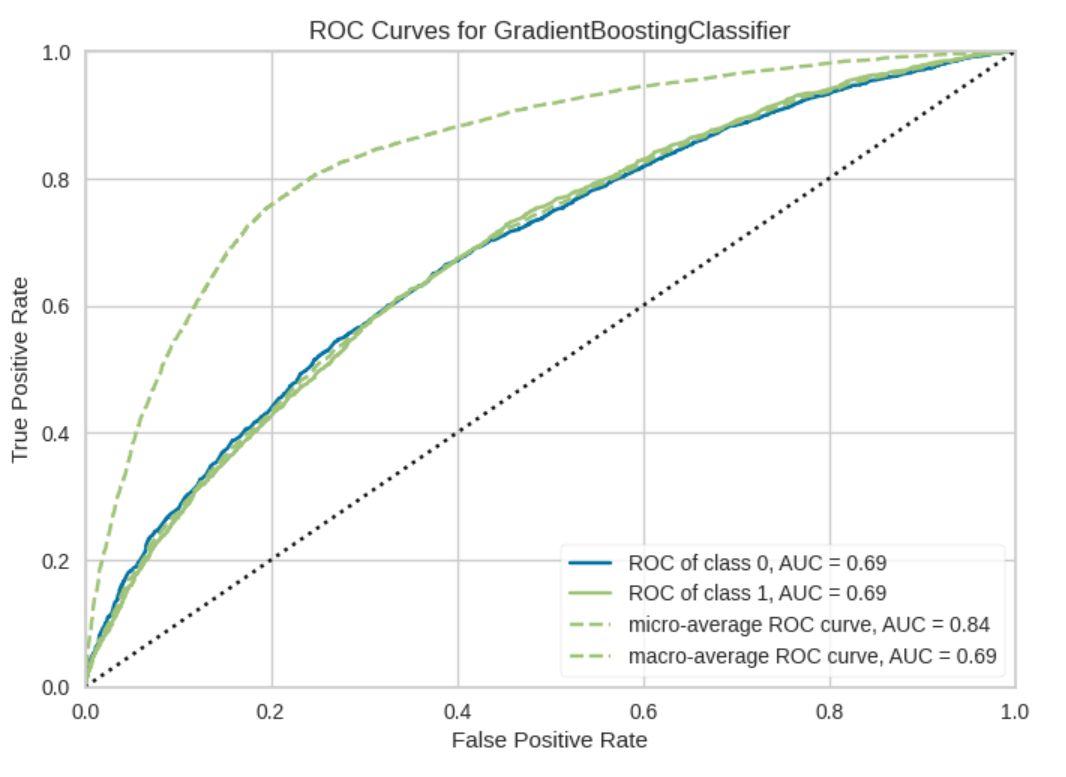 ROC Curves for GradientBoostingClassifier
1.0
0.8
0.6
0.4
0.2
0.0
True Positive Rate
0.0 0.2 0.4 0.6 0.8 1.0
False Positive Rate
ROC of class 0, AUC = 0.69
ROC of class 1, AUC = 0.69
micro-average ROC curve, AUC = 0.84
macro-average ROC curve, AUC = 0.69